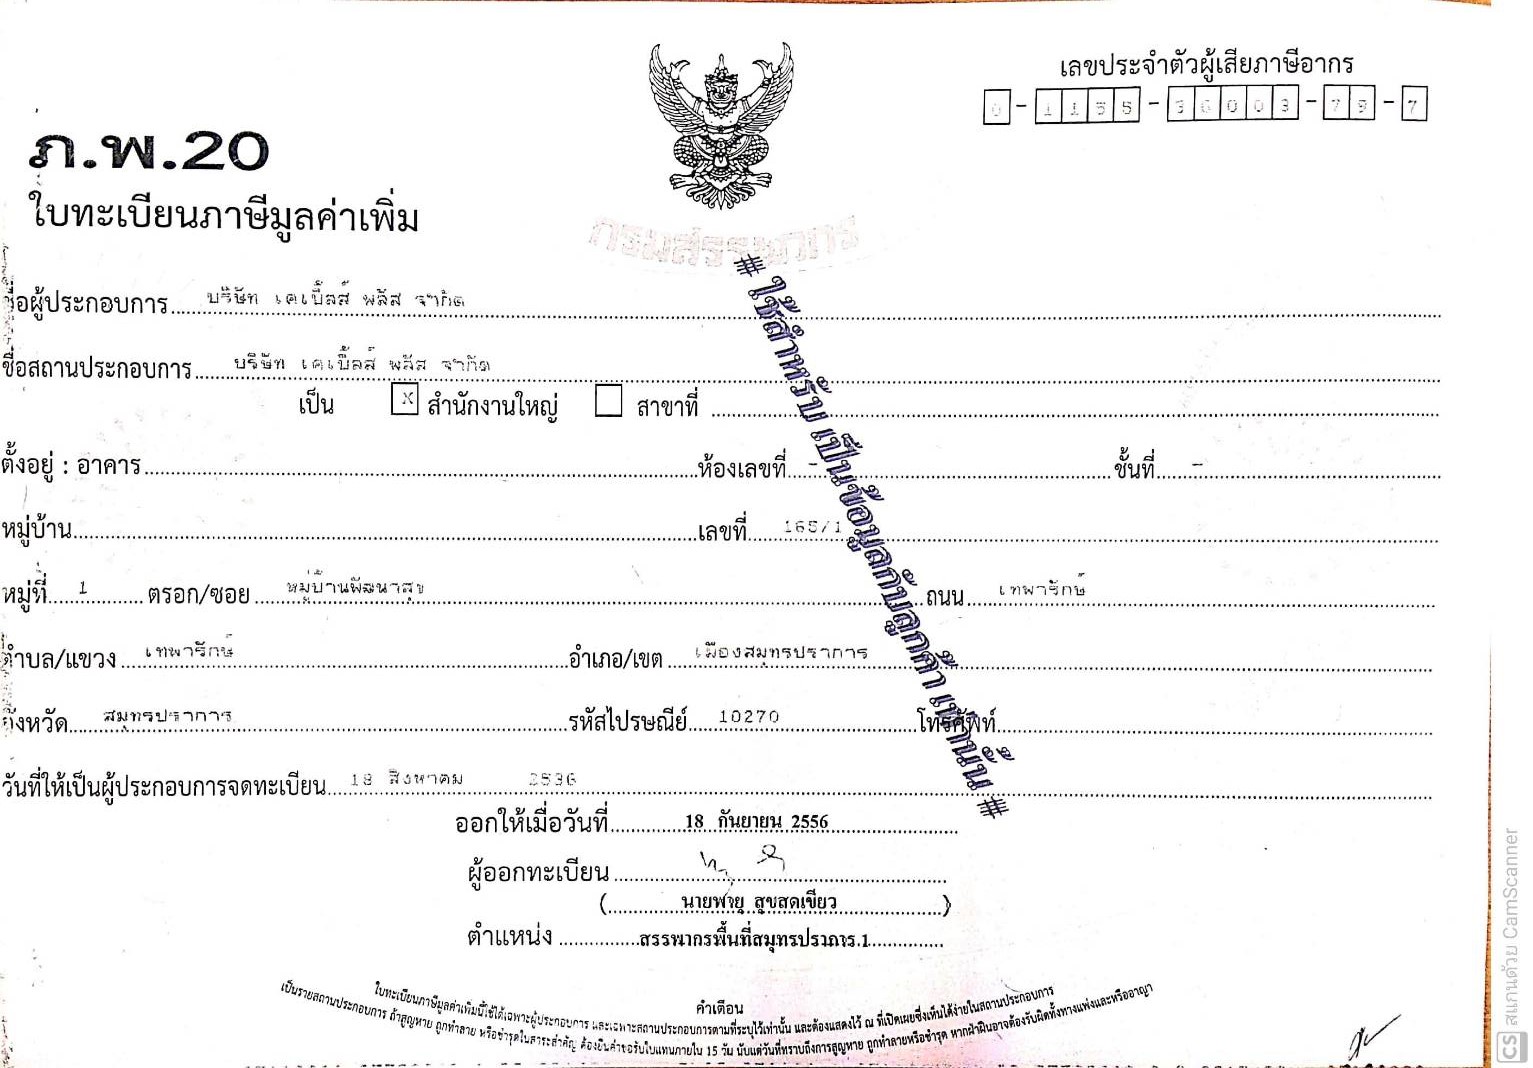 เลขประจำตัวผู้เสียภาษีอากร
0-1155-36003-79-7
ภ.พ.20
ใบทะเบียนภาษีมูลค่าเพิ่ม
กรมสรรพากร
# ใช้สำหรับ เป็นข้อมูลกับลูกค้า เท่านั้น #
ชื่อผู้ประกอบการ บริษัท เคเบิ้ลส์ พลัส จำกัด
ชื่อสถานประกอบการ บริษัท เคเบิ้ลส์ พลัส จำกัด
เป็น X สำนักงานใหญ่ สาขาที่
ตั้งอยู่ : อาคาร ห้องเลขที่ - ชั้นที่ -
หมู่บ้าน เลขที่ 165/1
หมู่ที่ 1 ตรอก/ซอย หมู่บ้านพัฒนาสุข ถนน เทพารักษ์
ตำบล/แขวง เทพารักษ์ อำเภอ/เขต เมืองสมุทรปราการ
จังหวัด สมุทรปราการ รหัสไปรษณีย์ 10270 โทรศัพท์
วันที่ให้เป็นผู้ประกอบการจดทะเบียน 18 สิงหาคม 2536
ออกให้เมื่อวันที่ 18 กันยายน 2556
ผู้ออกทะเบียน
(นายพายุ สุขสดเขียว)
ตำแหน่ง สรรพากรพื้นที่สมุทรปราการ 1
คำเตือน
ใบทะเบียนภาษีมูลค่าเพิ่มนี้ใช้ได้เฉพาะผู้ประกอบการ และเฉพาะสถานประกอบการตามที่ระบุไว้เท่านั้น และต้องแสดงไว้ ณ ที่เปิดเผยซึ่งเห็นได้ง่ายในสถานประกอบการ
เป็นรายสถานประกอบการ ถ้าสูญหาย ถูกทำลาย หรือชำรุดในสาระสำคัญ ต้องยื่นคำขอรับใบแทนภายใน 15 วัน นับแต่วันที่ทราบถึงการสูญหาย ถูกทำลายหรือชำรุด หากฝ่าฝืนอาจต้องรับผิดทั้งทางแพ่งและหรืออาญา
CS สแกนด้วย CamScanner